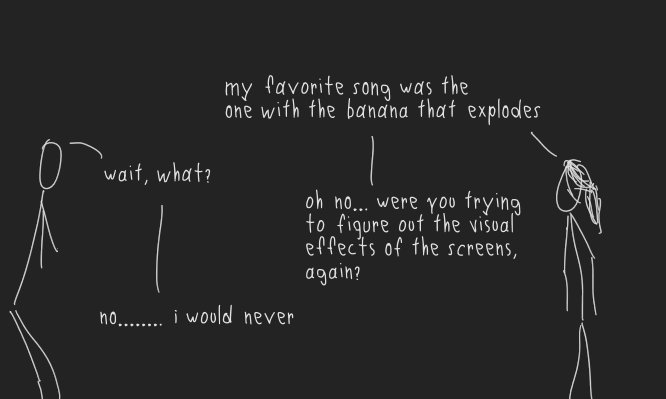 my favorite song was the
one with the banana that explodes
wait, what?
oh no... were you trying
to figure out the visual
effects of the screens,
again?
no........ i would never